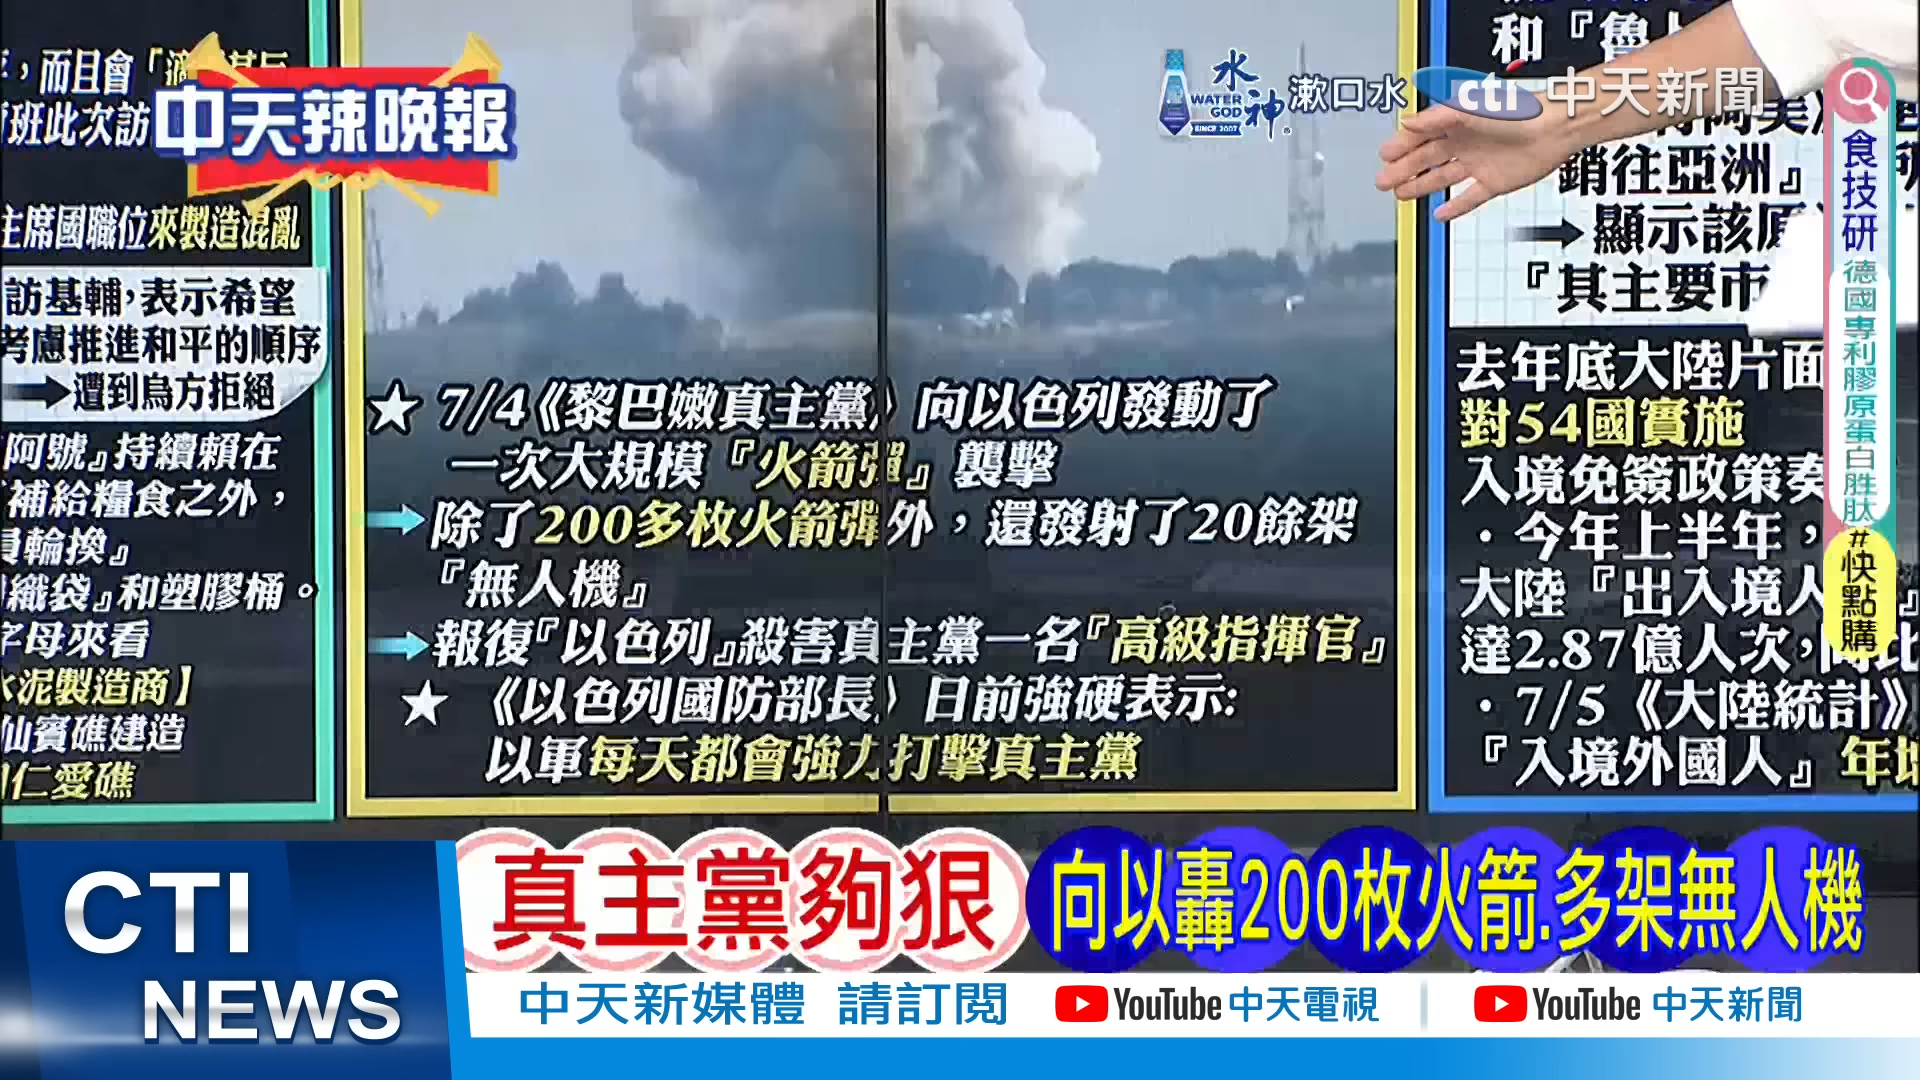 中天辣晚報
水神
WATER GOD
SINCE 2007
漱口水
cti 中天新聞
，而且會「
班此次訪
主席國職位來製造混亂
訪基輔，表示希望
考慮推進和平的順序
→遭到烏方拒絕
阿號』持續賴在
補給糧食之外，
員輪換』
織袋』和塑膠桶。
字母來看
水泥製造商】
仙賓礁建造
仁愛礁
★ 7/4《黎巴嫩真主黨》向以色列發動了
一次大規模『火箭彈』襲擊
→除了200多枚火箭彈外，還發射了20餘架
『無人機』
→報復『以色列』殺害真主黨一名『高級指揮官』
★ 《以色列國防部長》日前強硬表示:
以軍每天都會強力打擊真主黨
和『魯
銷往亞洲』
→顯示該原
『其主要市
去年底大陸片面
對54國實施
入境免簽政策奏
．今年上半年，
大陸『出入境人
達2.87億人次，同比
．7/5《大陸統計》
『入境外國人』年增
食技研
德國專利膠原蛋白胜肽
#快點購
真主黨夠狠
向以轟200枚火箭.多架無人機
CTI NEWS
中天新媒體 請訂閱 YouTube 中天電視 YouTube 中天新聞